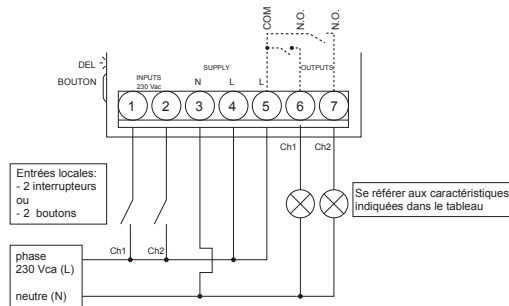 COM
N.O.
N.O.
DEL
BOUTON
INPUTS
230 Vac
SUPPLY
N
L
L
OUTPUTS
1
2
3
4
5
6
7
Ch1
Ch2
Entrées locales:
- 2 interrupteurs
ou
- 2 boutons
Se référer aux caractéristiques
indiquées dans le tableau
Ch1
Ch2
phase
230 Vca (L)
neutre (N)